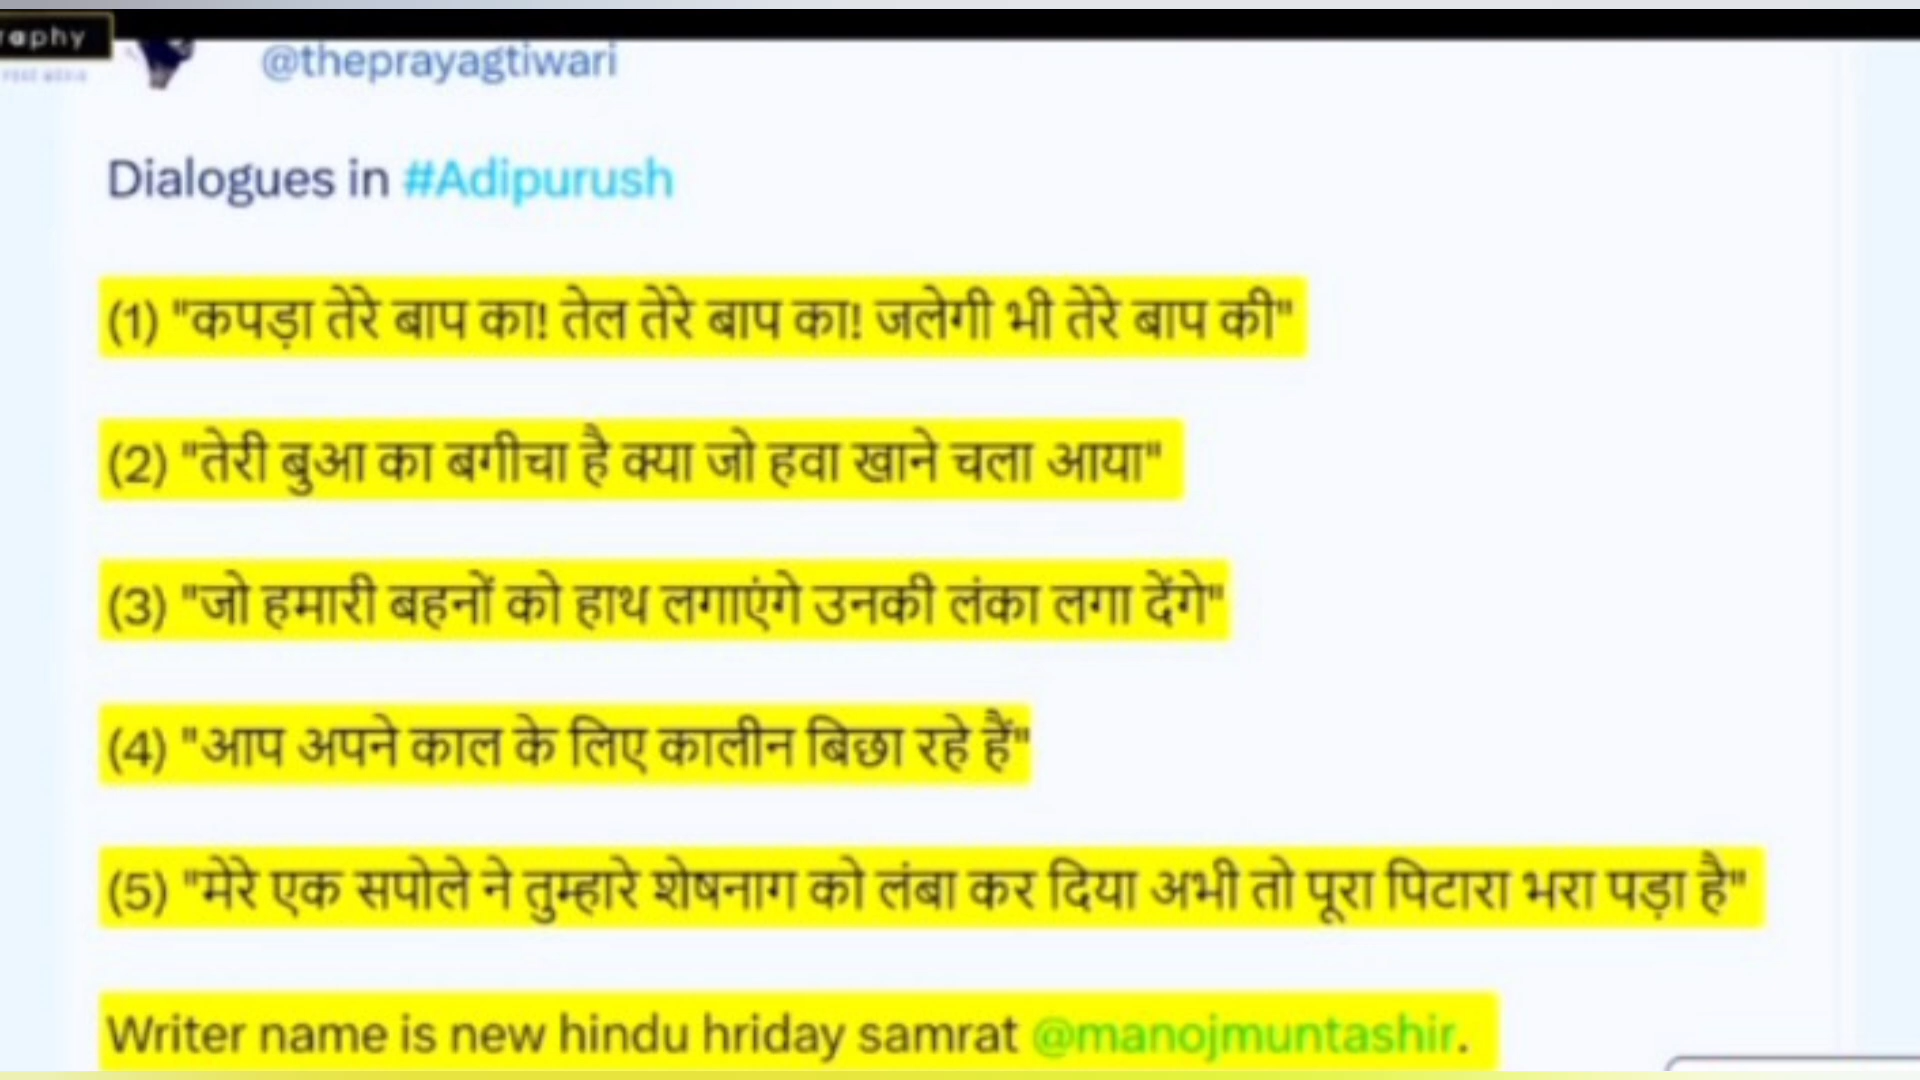 raphy
@theprayagtiwari
Dialogues in #Adipurush
(1) "कपड़ा तेरे बाप का! तेल तेरे बाप का! जलेगी भी तेरे बाप की"
(2) "तेरी बुआ का बगीचा है क्या जो हवा खाने चला आया"
(3) "जो हमारी बहनों को हाथ लगाएंगे उनकी लंका लगा देंगे"
(4) "आप अपने काल के लिए कालीन बिछा रहे हैं"
(5) "मेरे एक सपोले ने तुम्हारे शेषनाग को लंबा कर दिया अभी तो पूरा पिटारा भरा पड़ा है"
Writer name is new hindu hriday samrat @manojmuntashir.